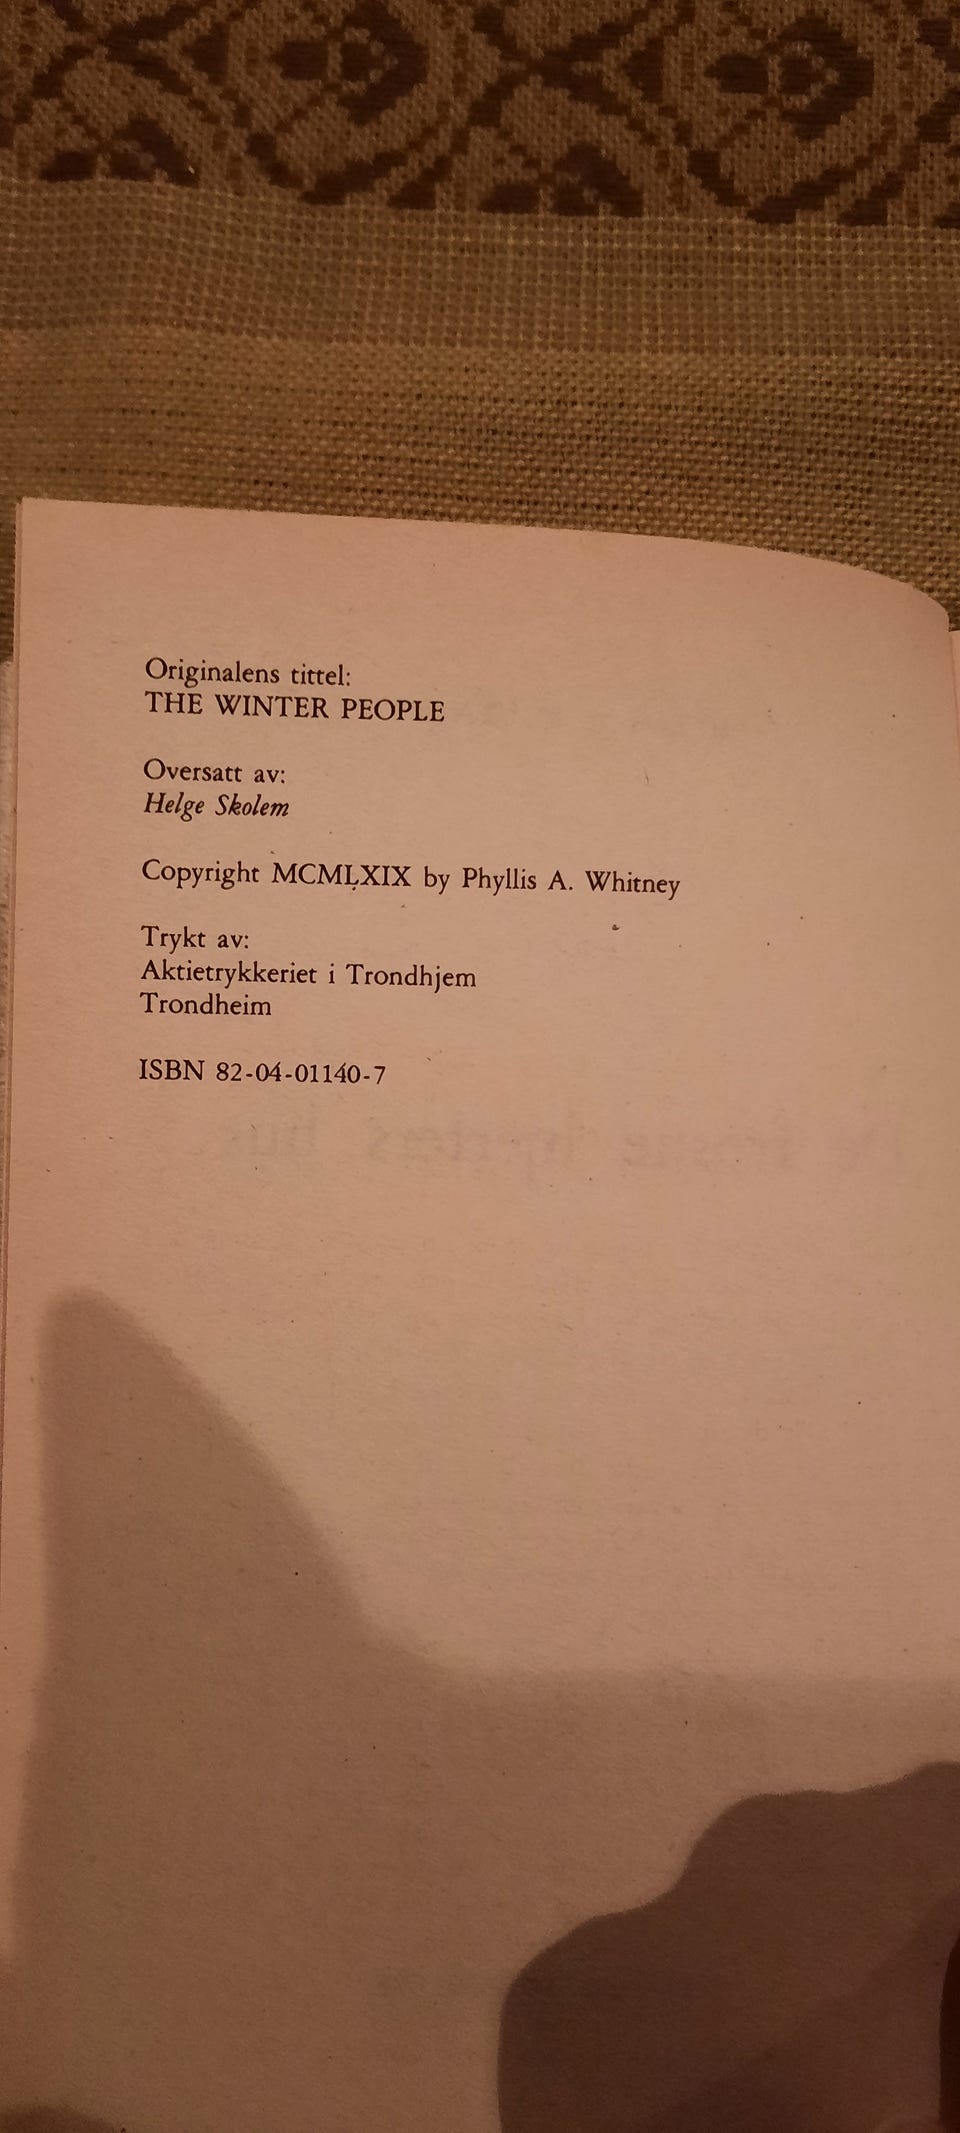 Originalens tittel:
THE WINTER PEOPLE
Oversatt av:
Helge Skolem
Copyright MCMLXIX by Phyllis A. Whitney
Trykt av:
Aktietrykkeriet i Trondhjem
Trondheim
ISBN 82-04-01140-7